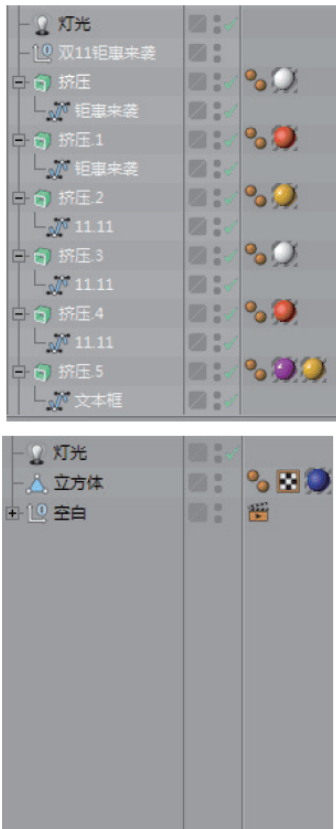 灯光
双11钜惠来袭
挤压
钜惠来袭
挤压.1
钜惠来袭
挤压.2
11.11
挤压.3
11.11
挤压.4
11.11
挤压.5
文本框
灯光
立方体
空白